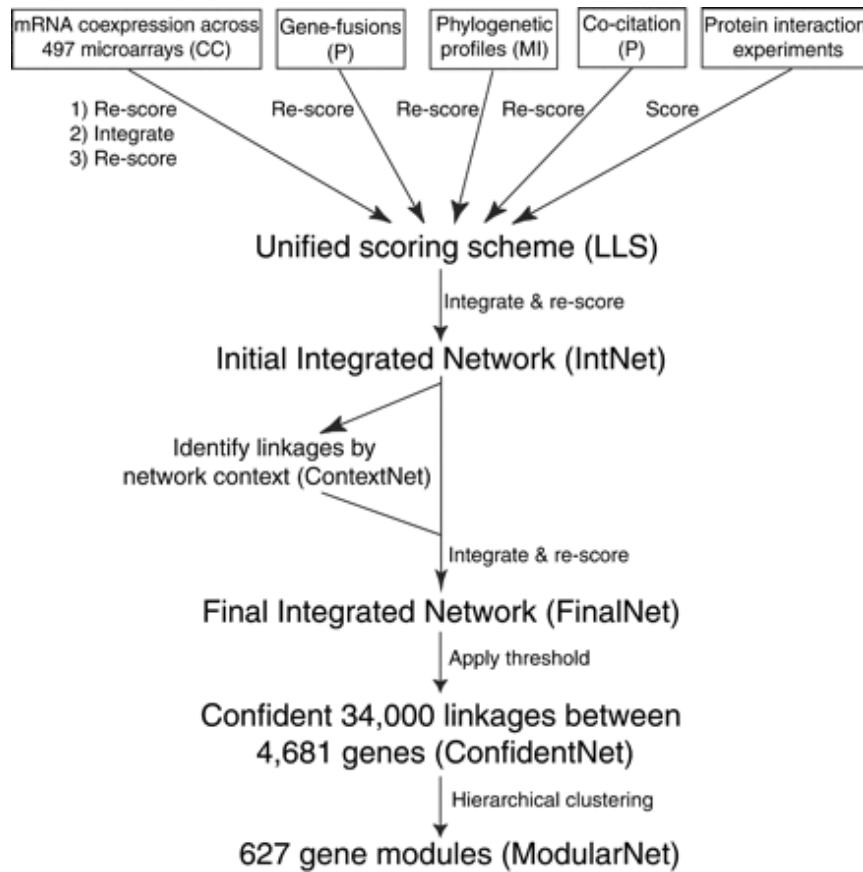 mRNA coexpression across
497 microarrays (CC)
Gene-fusions
(P)
Phylogenetic
profiles (MI)
Co-citation
(P)
Protein interaction
experiments
1) Re-score
2) Integrate
3) Re-score
Re-score
Re-score
Re-score
Score
Unified scoring scheme (LLS)
Integrate & re-score
Initial Integrated Network (IntNet)
Identify linkages by
network context (ContextNet)
Integrate & re-score
Final Integrated Network (FinalNet)
Apply threshold
Confident 34,000 linkages between
4,681 genes (ConfidentNet)
Hierarchical clustering
627 gene modules (ModularNet)